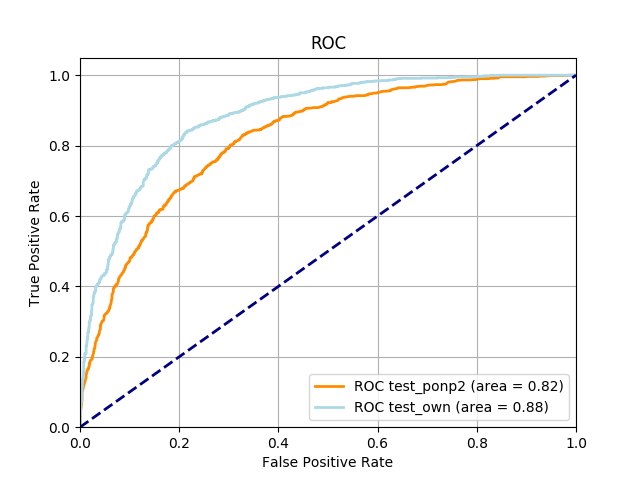 ROC
1.0
0.8
0.6
0.4
0.2
0.0
True Positive Rate
0.0 0.2 0.4 0.6 0.8 1.0
False Positive Rate
ROC test_ponp2 (area = 0.82)
ROC test_own (area = 0.88)